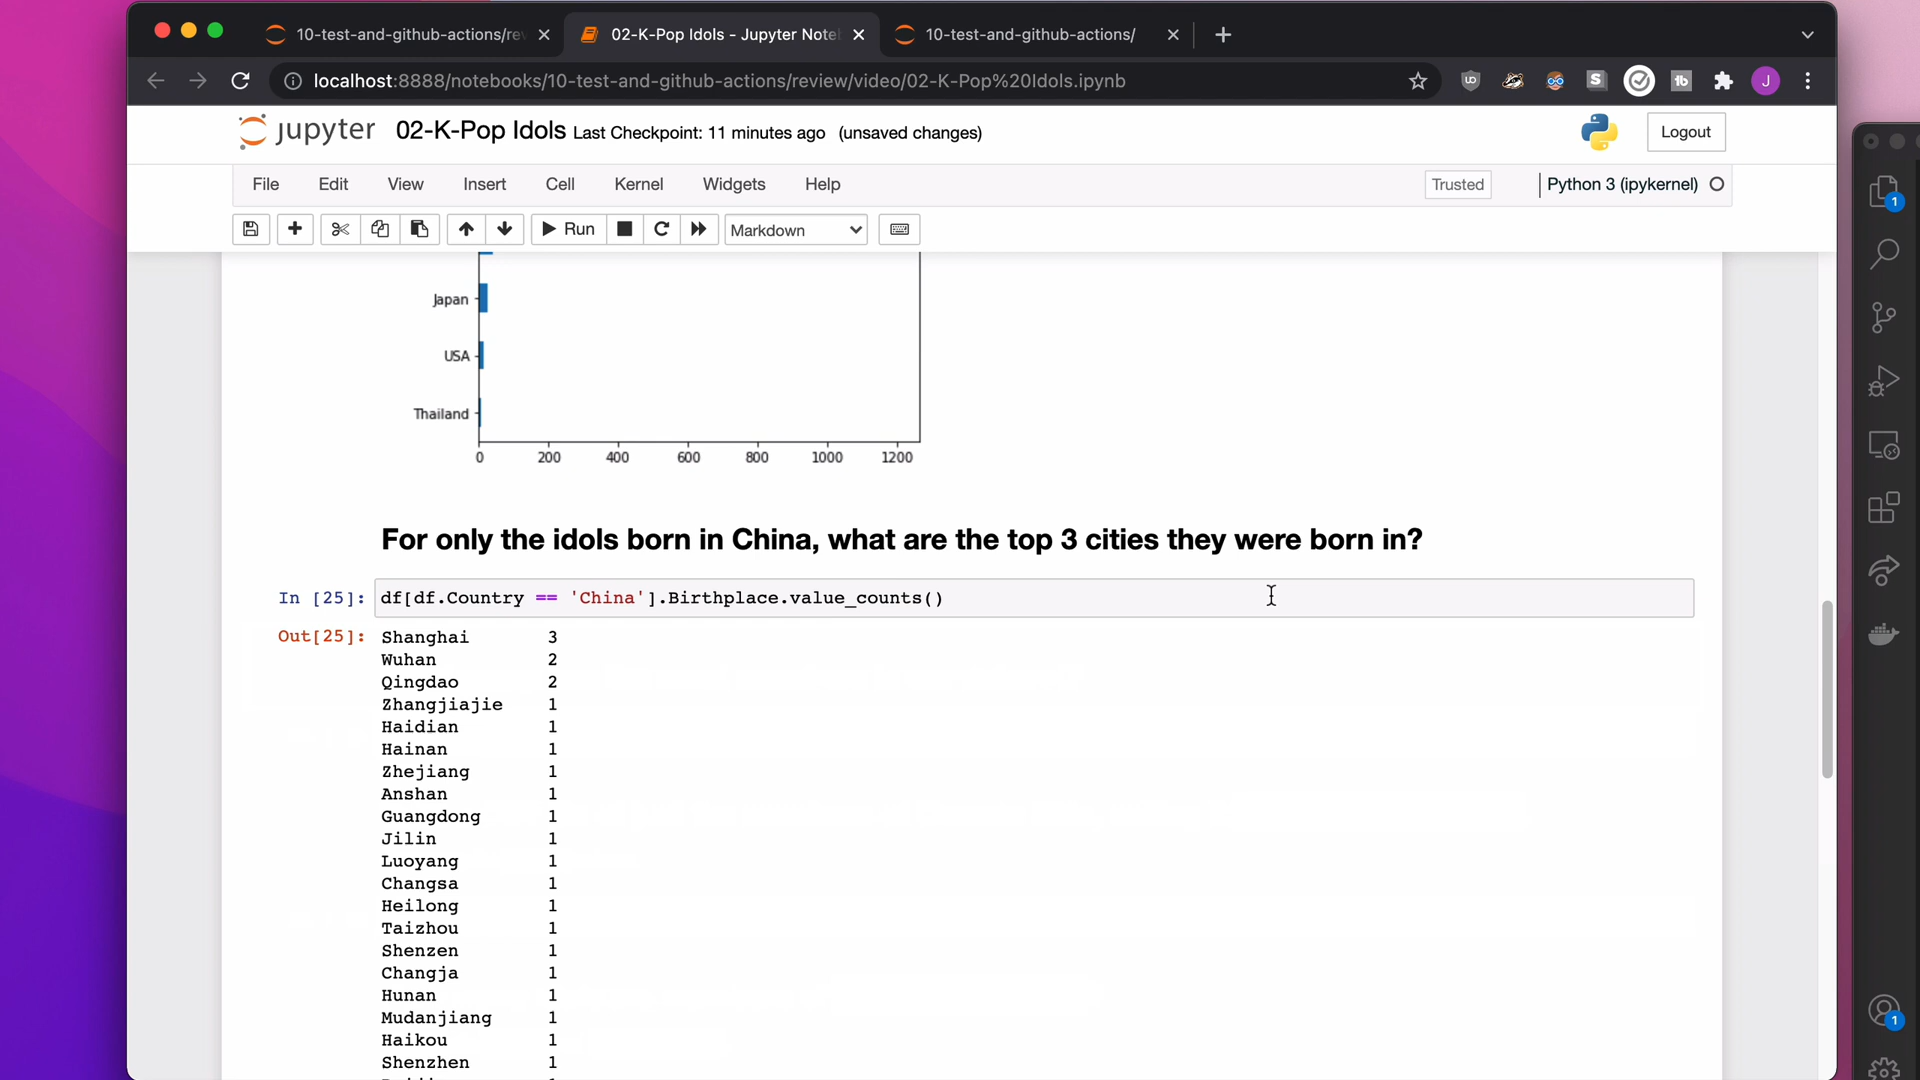 10-test-and-github-actions/rev
02-K-Pop Idols - Jupyter Note
10-test-and-github-actions/
localhost:8888/notebooks/10-test-and-github-actions/review/video/02-K-Pop%20Idols.ipynb
J
jupyter 02-K-Pop Idols Last Checkpoint: 11 minutes ago (unsaved changes)
Logout
File Edit View Insert Cell Kernel Widgets Help
Trusted
Python 3 (ipykernel)
Run
Markdown
1
Japan
USA
Thailand
0 200 400 600 800 1000 1200
For only the idols born in China, what are the top 3 cities they were born in?
In [25]: df[df.Country == 'China'].Birthplace.value_counts()
Out[25]: Shanghai 3
Wuhan 2
Qingdao 2
Zhangjiajie 1
Haidian 1
Hainan 1
Zhejiang 1
Anshan 1
Guangdong 1
Jilin 1
Luoyang 1
Changsa 1
Heilong 1
Taizhou 1
Shenzen 1
Changja 1
Hunan 1
Mudanjiang 1
Haikou 1
Shenzhen 1
1